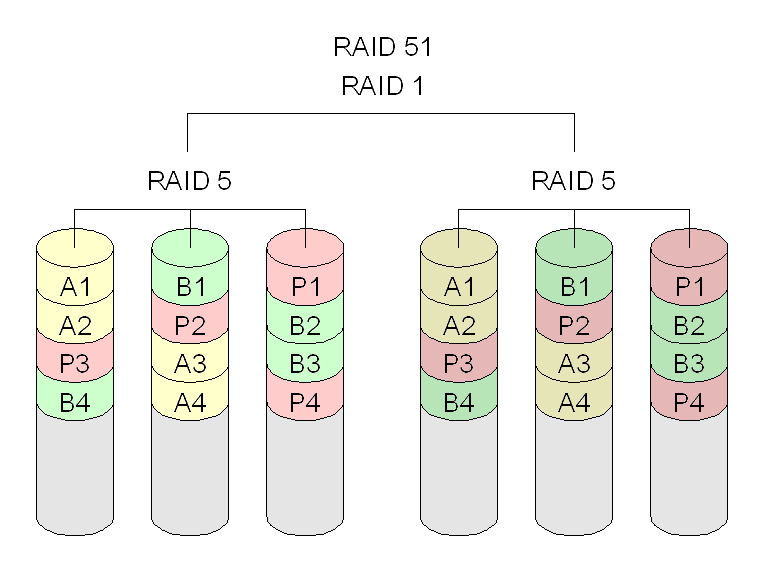 RAID 51
RAID 1
RAID 5 RAID 5
A1 B1 P1 A1 B1 P1
A2 P2 B2 A2 P2 B2
P3 A3 B3 P3 A3 B3
B4 A4 P4 B4 A4 P4